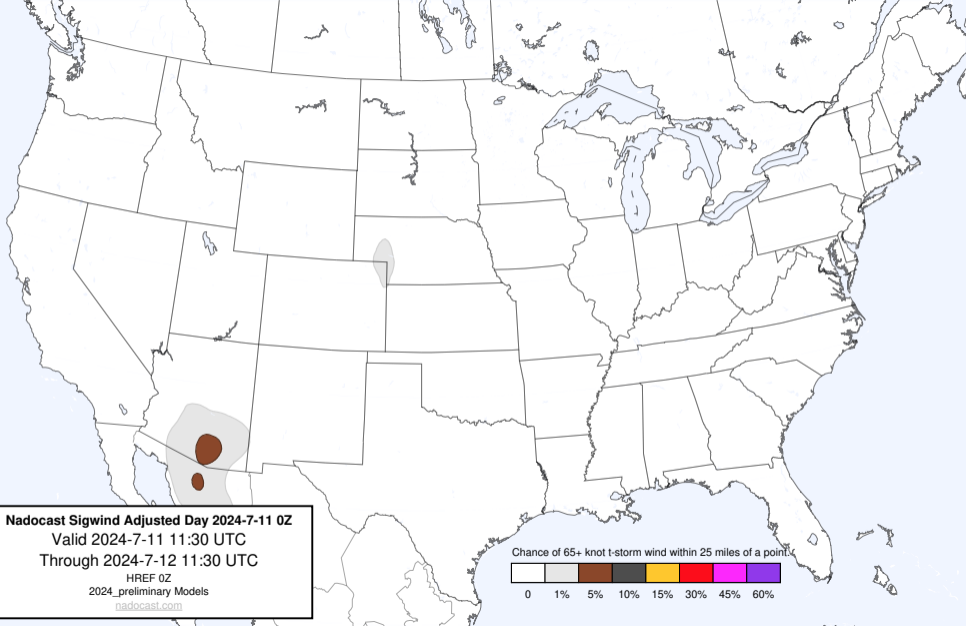 Nadocast Sigwind Adjusted Day 2024-7-11 0Z
Valid 2024-7-11 11:30 UTC
Through 2024-7-12 11:30 UTC
HREF 0Z
2024_preliminary Models
nadocast.com
Chance of 65+ knot t-storm wind within 25 miles of a point.
0 1% 5% 10% 15% 30% 45% 60%